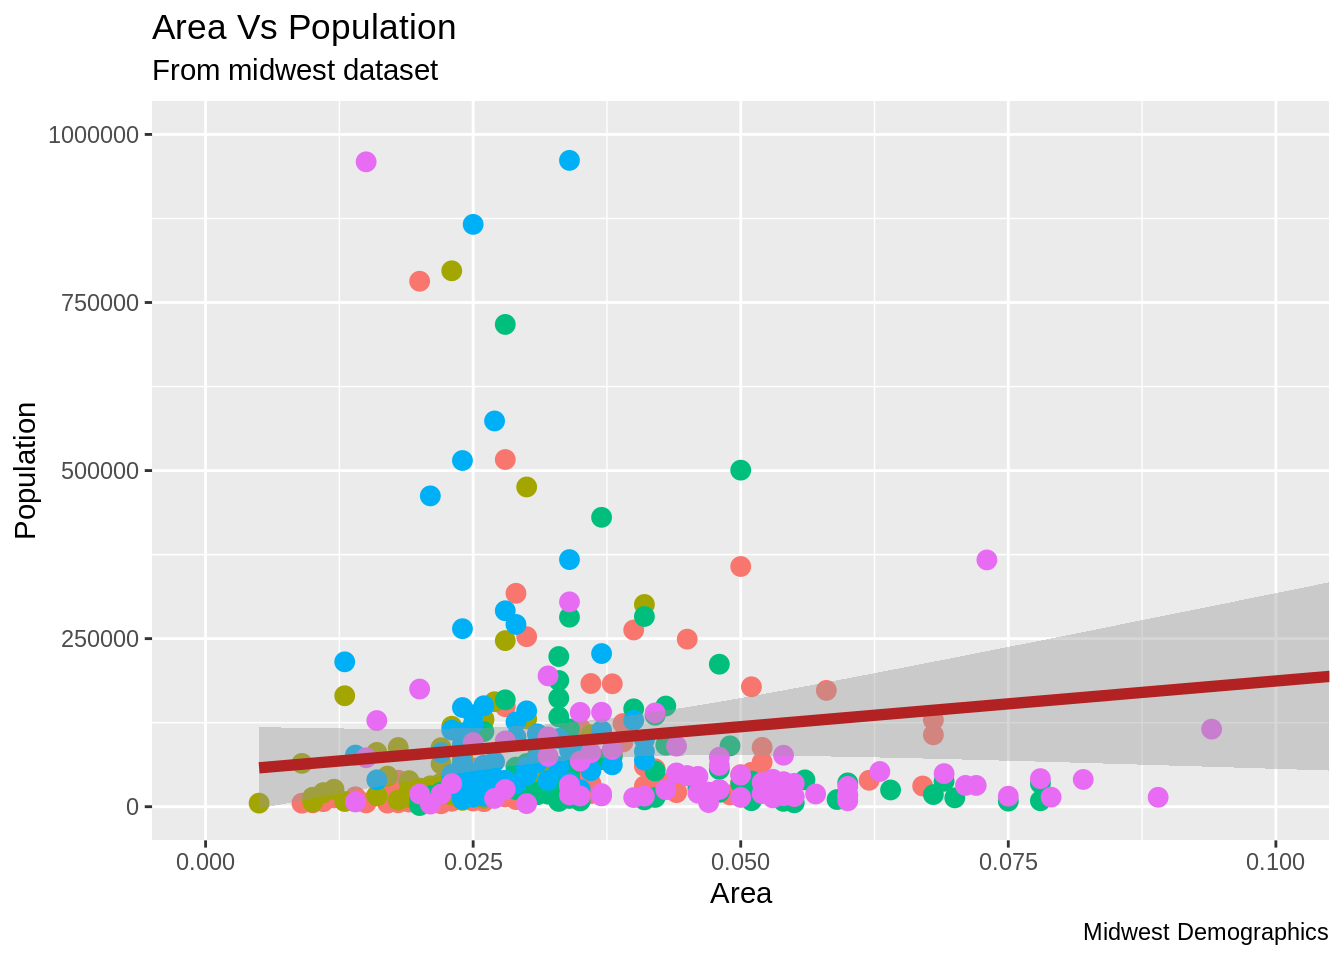 Area Vs Population
From midwest dataset
Population
1000000
750000
500000
250000
0
0.000 0.025 0.050 0.075 0.100
Area
Midwest Demographics